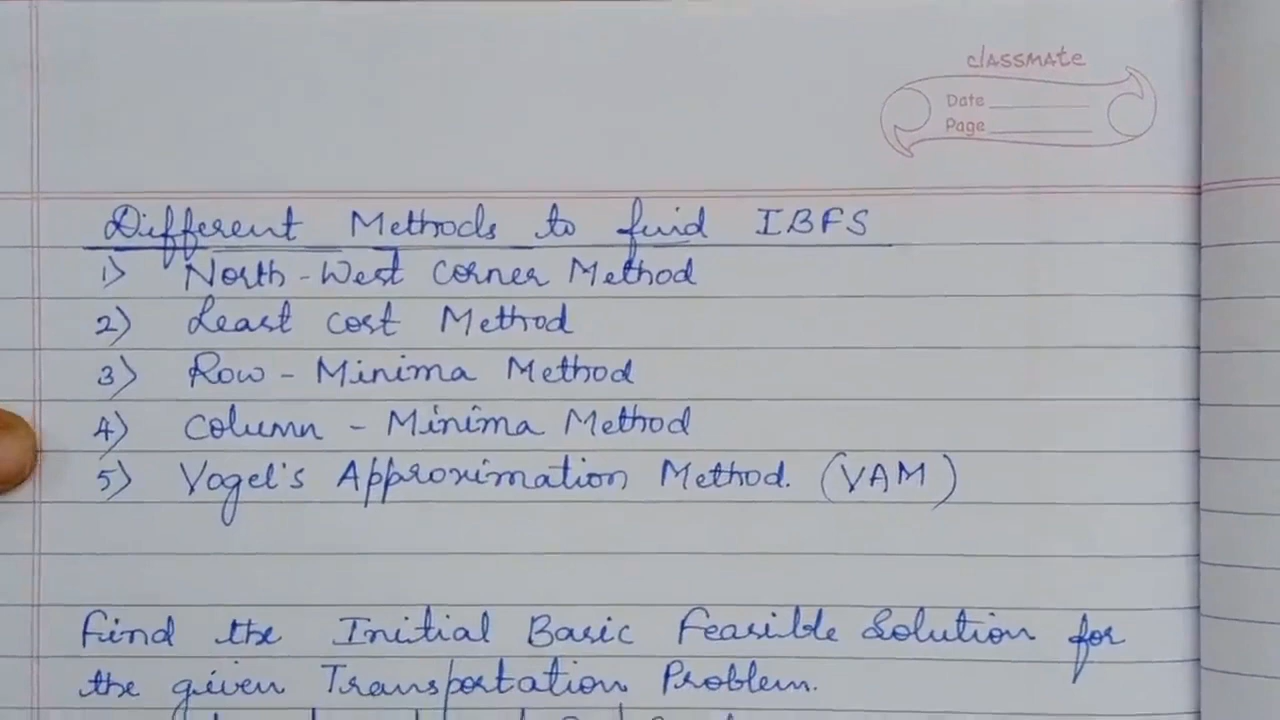 classmate
Date
Page
Different Methods to find IBFS
1) North-West Corner Method
2) Least cost Method
3) Row - Minima Method
4) Column - Minima Method
5) Vogel's Approximation Method. (VAM)
Find the Initial Basic Feasible Solution for
the given Transportation Problem.